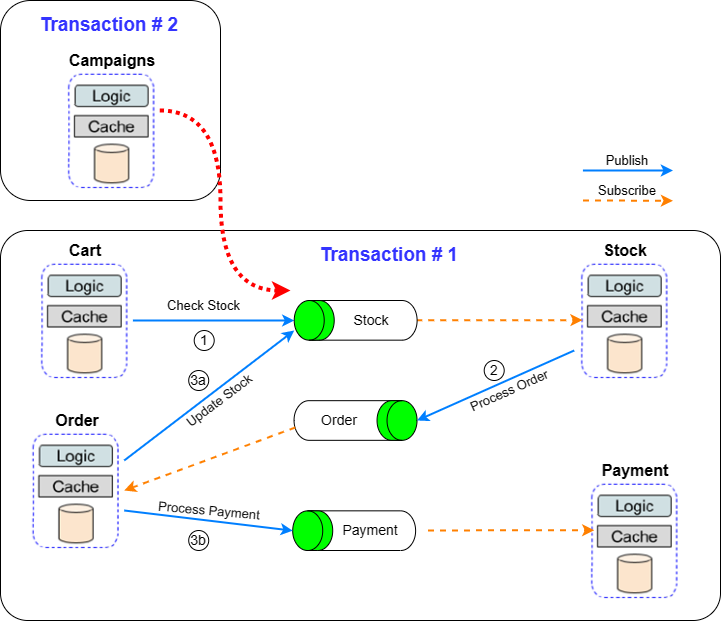 Transaction # 2
Campaigns
Logic
Cache
Publish
Subscribe
Transaction # 1
Cart
Logic
Cache
Check Stock
1
Stock
Stock
Logic
Cache
3a
Update Stock
2
Process Order
Order
Order
Logic
Cache
Process Payment
3b
Payment
Payment
Logic
Cache